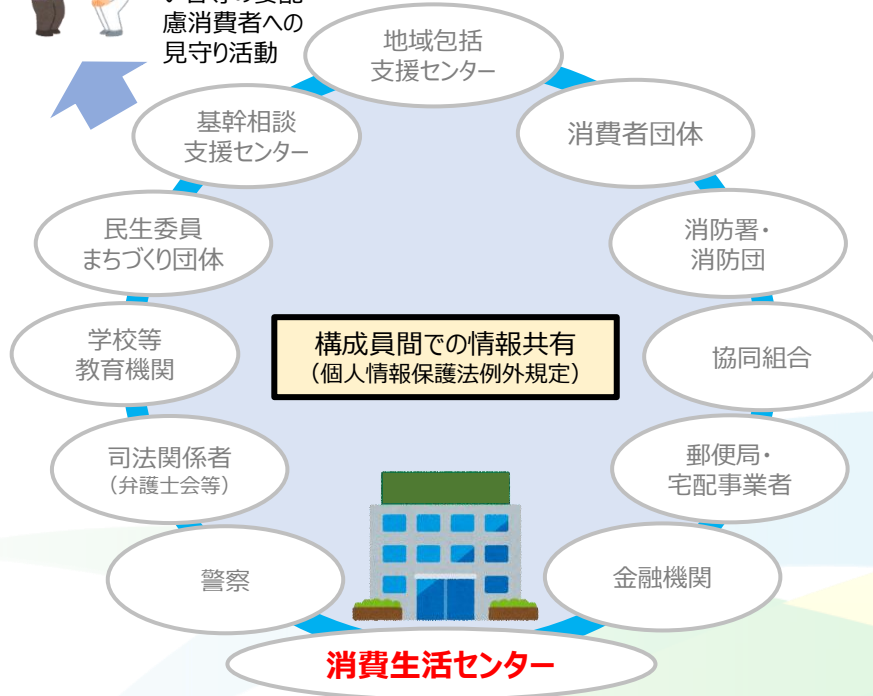 慮消費者への
見守り活動
地域包括
支援センター
基幹相談
支援センター
消費者団体
民生委員
まちづくり団体
消防署・
消防団
学校等
教育機関
構成員間での情報共有
（個人情報保護法例外規定）
協同組合
司法関係者
（弁護士会等）
郵便局・
宅配事業者
警察
金融機関
消費生活センター